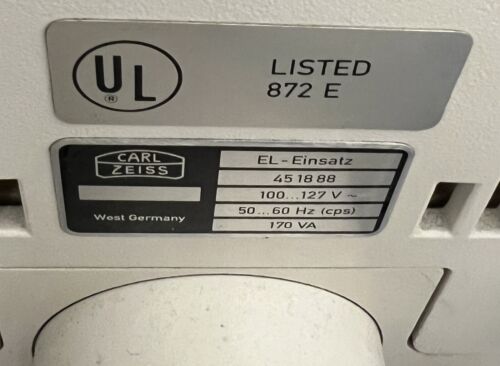 UL
®
LISTED
872 E
CARL
ZEISS
West Germany
EL-Einsatz
45 18 88
100...127 V ~
50...60 Hz (cps)
170 VA